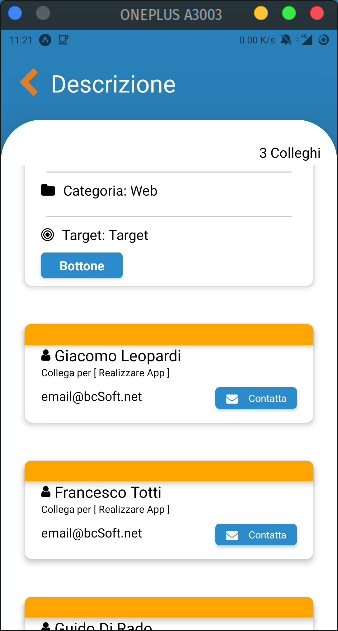 ONEPLUS A3003
11:21 0.00 K/s 4G
Descrizione
3 Colleghi
Categoria: Web
Target: Target
Bottone
Giacomo Leopardi
Collega per [ Realizzare App ]
email@bcSoft.net Contatta
Francesco Totti
Collega per [ Realizzare App ]
email@bcSoft.net Contatta
Guido Di Rado